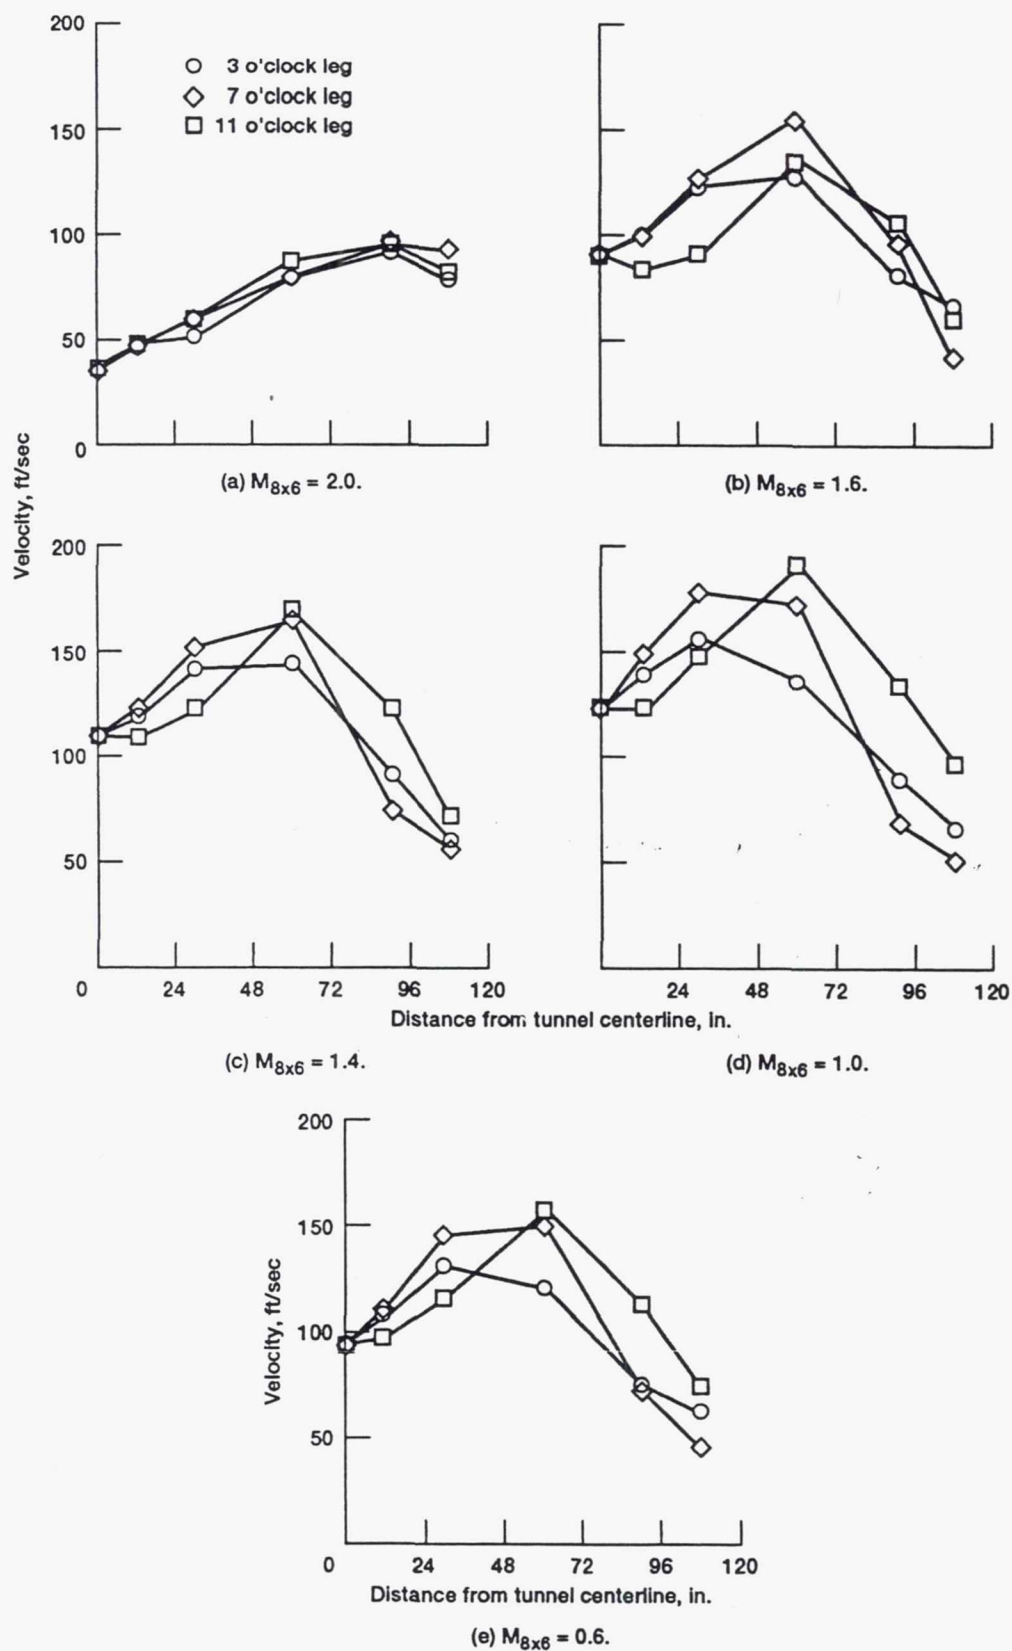 200
150
100
50
0
3 o'clock leg
7 o'clock leg
11 o'clock leg
(a) M8x6 = 2.0.
(b) M8x6 = 1.6.
Velocity, ft/sec
200
150
100
50
0 24 48 72 96 120
24 48 72 96 120
Distance from tunnel centerline, in.
(c) M8x6 = 1.4.
(d) M8x6 = 1.0.
200
150
100
50
Velocity, ft/sec
0 24 48 72 96 120
Distance from tunnel centerline, in.
(e) M8x6 = 0.6.